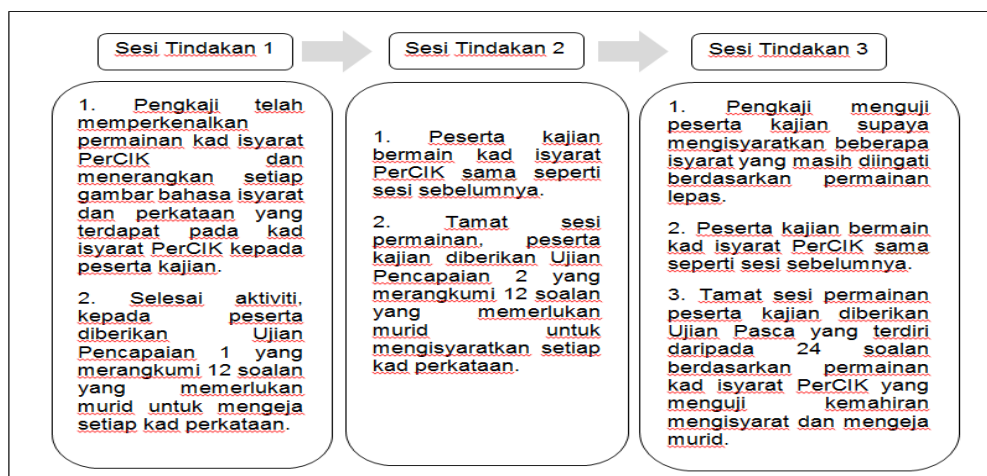 Sesi Tindakan 1
Sesi Tindakan 2
Sesi Tindakan 3
1. Pengkaji telah
memperkenalkan
permainan kad isyarat
PerCIK dan
menerangkan setiap
gambar bahasa isyarat
dan perkataan yang
terdapat pada kad
isyarat PerCIK kepada
peserta kajian.
2. Selesai aktiviti,
kepada peserta
diberikan Ujian
Pencapaian 1 yang
merangkumi 12 soalan
yang memerlukan
murid untuk mengeja
setiap kad perkataan.
1. Peserta kajian
bermain kad isyarat
PerCIK sama seperti
sesi sebelumnya.
2. Tamat sesi
permainan, peserta
kajian diberikan Ujian
Pencapaian 2 yang
merangkumi 12 soalan
yang memerlukan
murid untuk
mengisyaratkan setiap
kad perkataan.
1. Pengkaji menguji
peserta kajian supaya
mengisyaratkan beberapa
isyarat yang masih diingati
berdasarkan permainan
lepas.
2. Peserta kajian bermain
kad isyarat PerCIK sama
seperti sesi sebelumnya.
3. Tamat sesi permainan
peserta kajian diberikan
Ujian Pasca yang terdiri
daripada 24 soalan
berdasarkan permainan
kad isyarat PerCIK yang
menguji kemahiran
mengisyarat dan mengeja
murid.